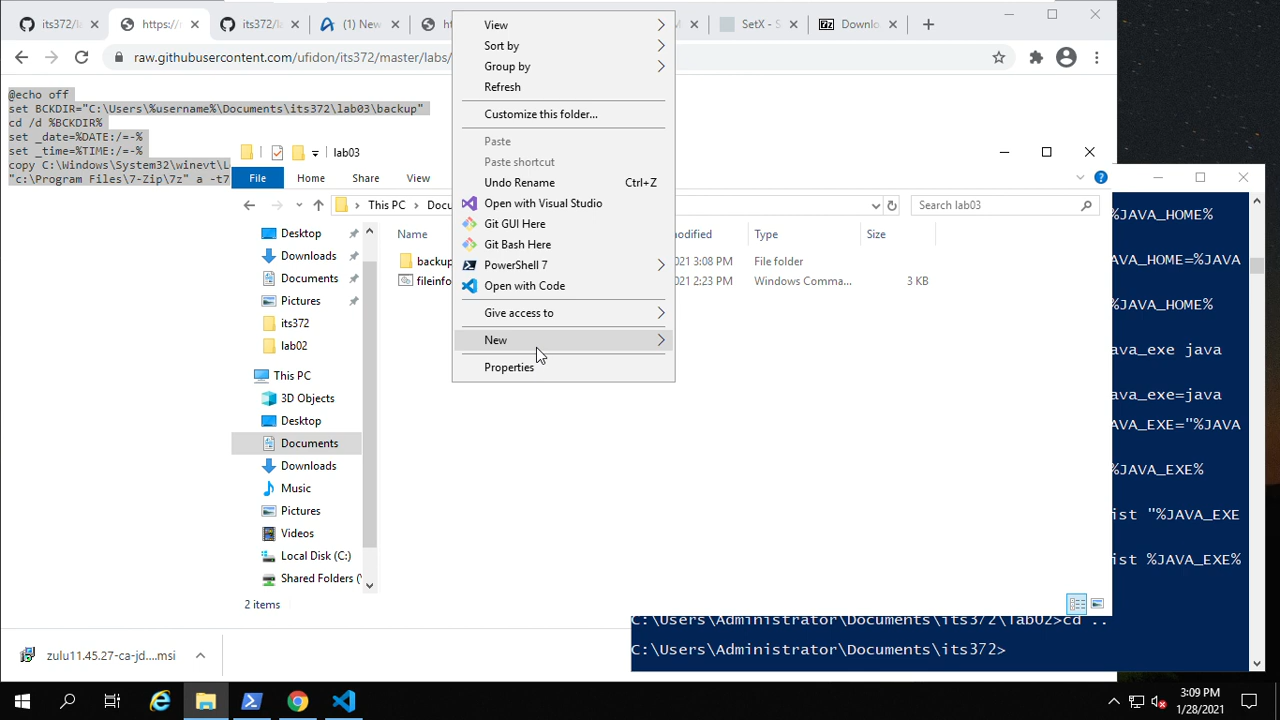 its372/la
https://r
its372/la
(1) New
ht
SetX - S
Downlo
raw.githubusercontent.com/ufidon/its372/master/labs/
@echo off
set BCKDIR="C:\Users\%username%\Documents\its372\lab03\backup"
cd /d %BCKDIR%
set _date=%DATE:/=-%
set _time=%TIME:/=-%
copy C:\Windows\System32\winevt\L
"c:\Program Files\7-Zip\7z" a -t7
lab03
File
Home
Share
View
This PC
Docu
Search lab03
Name
modified
Type
Size
backup
021 3:08 PM
File folder
fileinfo
021 2:23 PM
Windows Comma...
3 KB
Desktop
Downloads
Documents
Pictures
its372
lab02
This PC
3D Objects
Desktop
Documents
Downloads
Music
Pictures
Videos
Local Disk (C:)
Shared Folders (
2 items
View
Sort by
Group by
Refresh
Customize this folder...
Paste
Paste shortcut
Undo Rename Ctrl+Z
Open with Visual Studio
Git GUI Here
Git Bash Here
PowerShell 7
Open with Code
Give access to
New
Properties
%JAVA_HOME%
AVA_HOME=%JAVA
%JAVA_HOME%
ava_exe java
ava_exe=java
AVA_EXE="%JAVA
%JAVA_EXE%
ist "%JAVA_EXE
ist %JAVA_EXE%
C:\Users\Administrator\Documents\its372\lab02>cd ..
C:\Users\Administrator\Documents\its372>
zulu11.45.27-ca-jd....msi
3:09 PM
1/28/2021